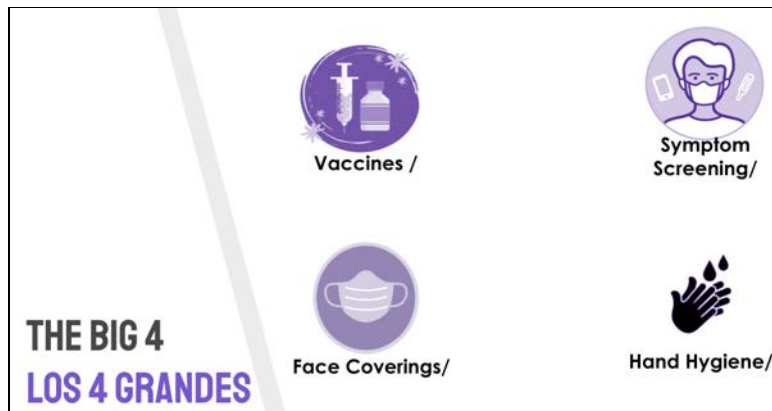 Vaccines /
Symptom
Screening/
Face Coverings/
Hand Hygiene/
THE BIG 4
LOS 4 GRANDES